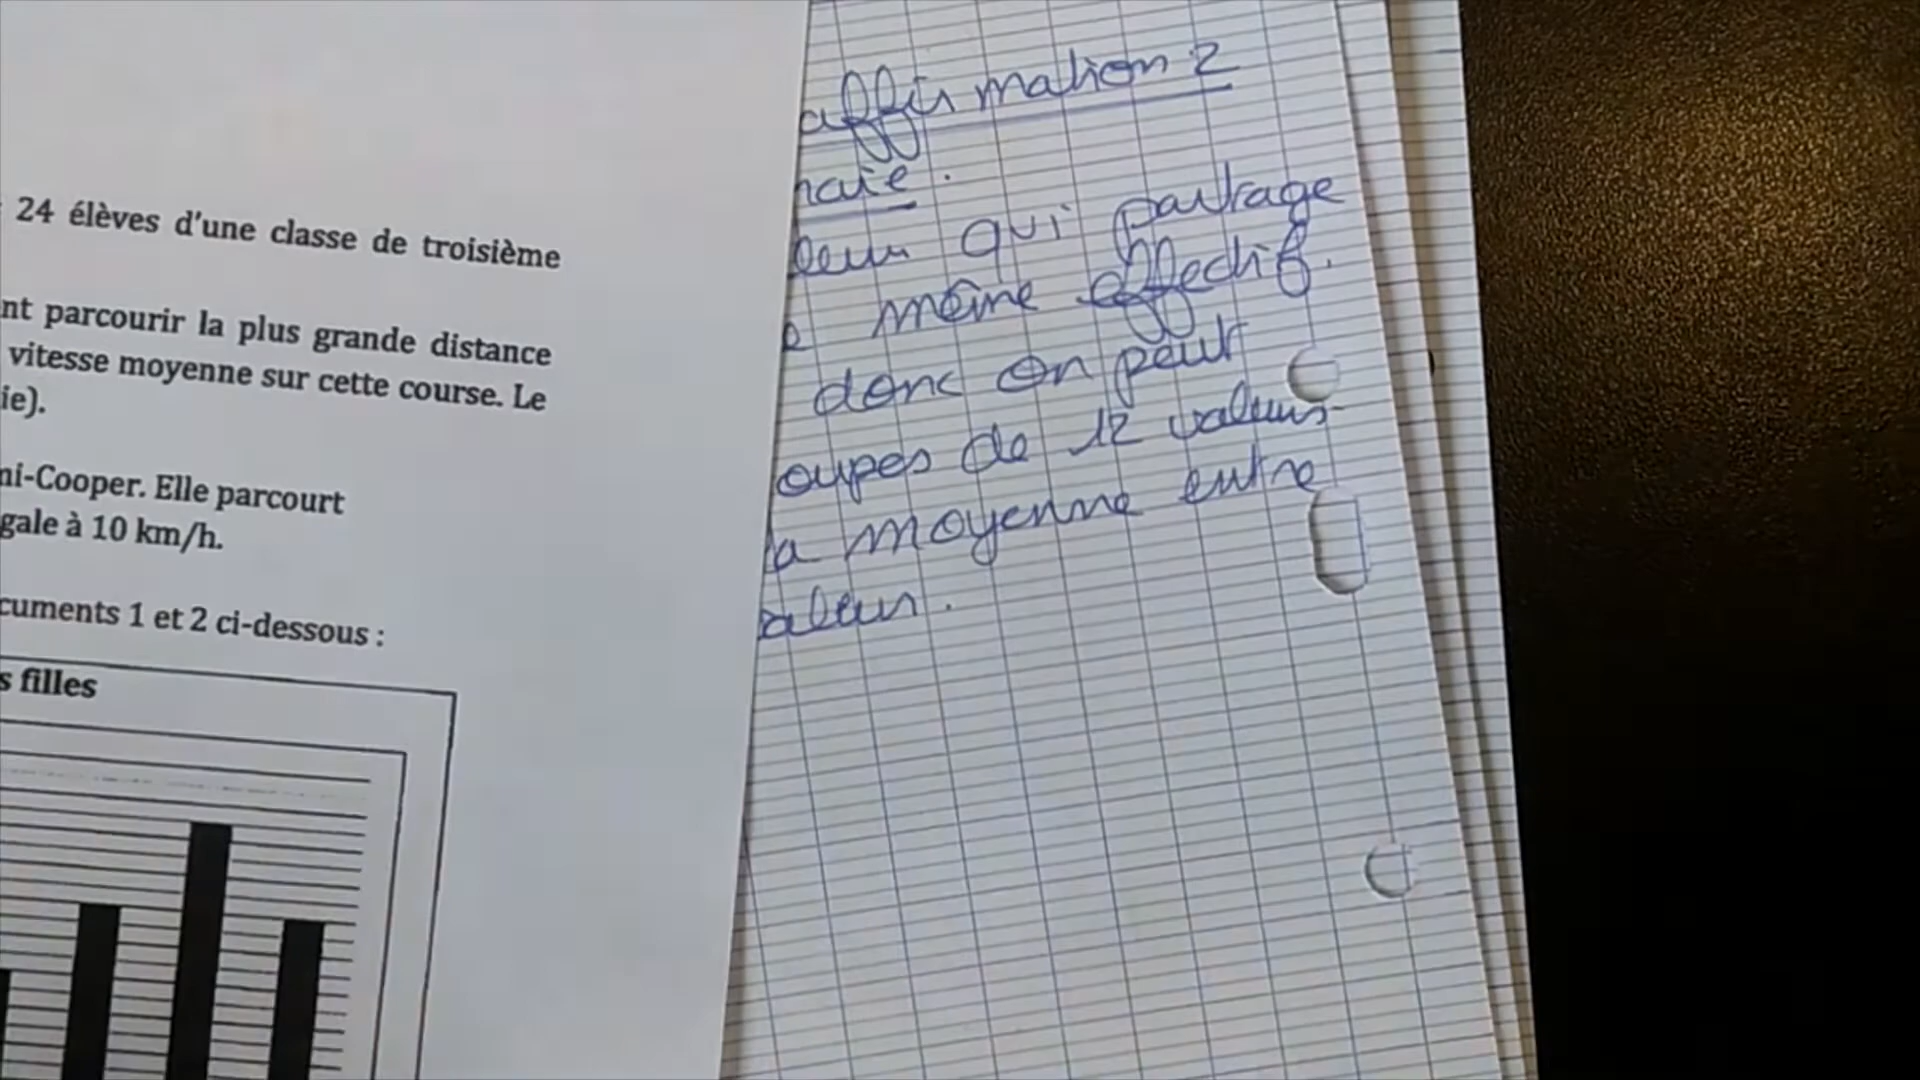 24 élèves d'une classe de troisième
nt parcourir la plus grande distance
vitesse moyenne sur cette course. Le
ie).
ni-Cooper. Elle parcourt
gale à 10 km/h.
cuments 1 et 2 ci-dessous :
s filles
affirmation 2
raie.
leur qui partage
e même effectif.
donc on peut
oupes de 12 valeurs
la moyenne entre
aleur.